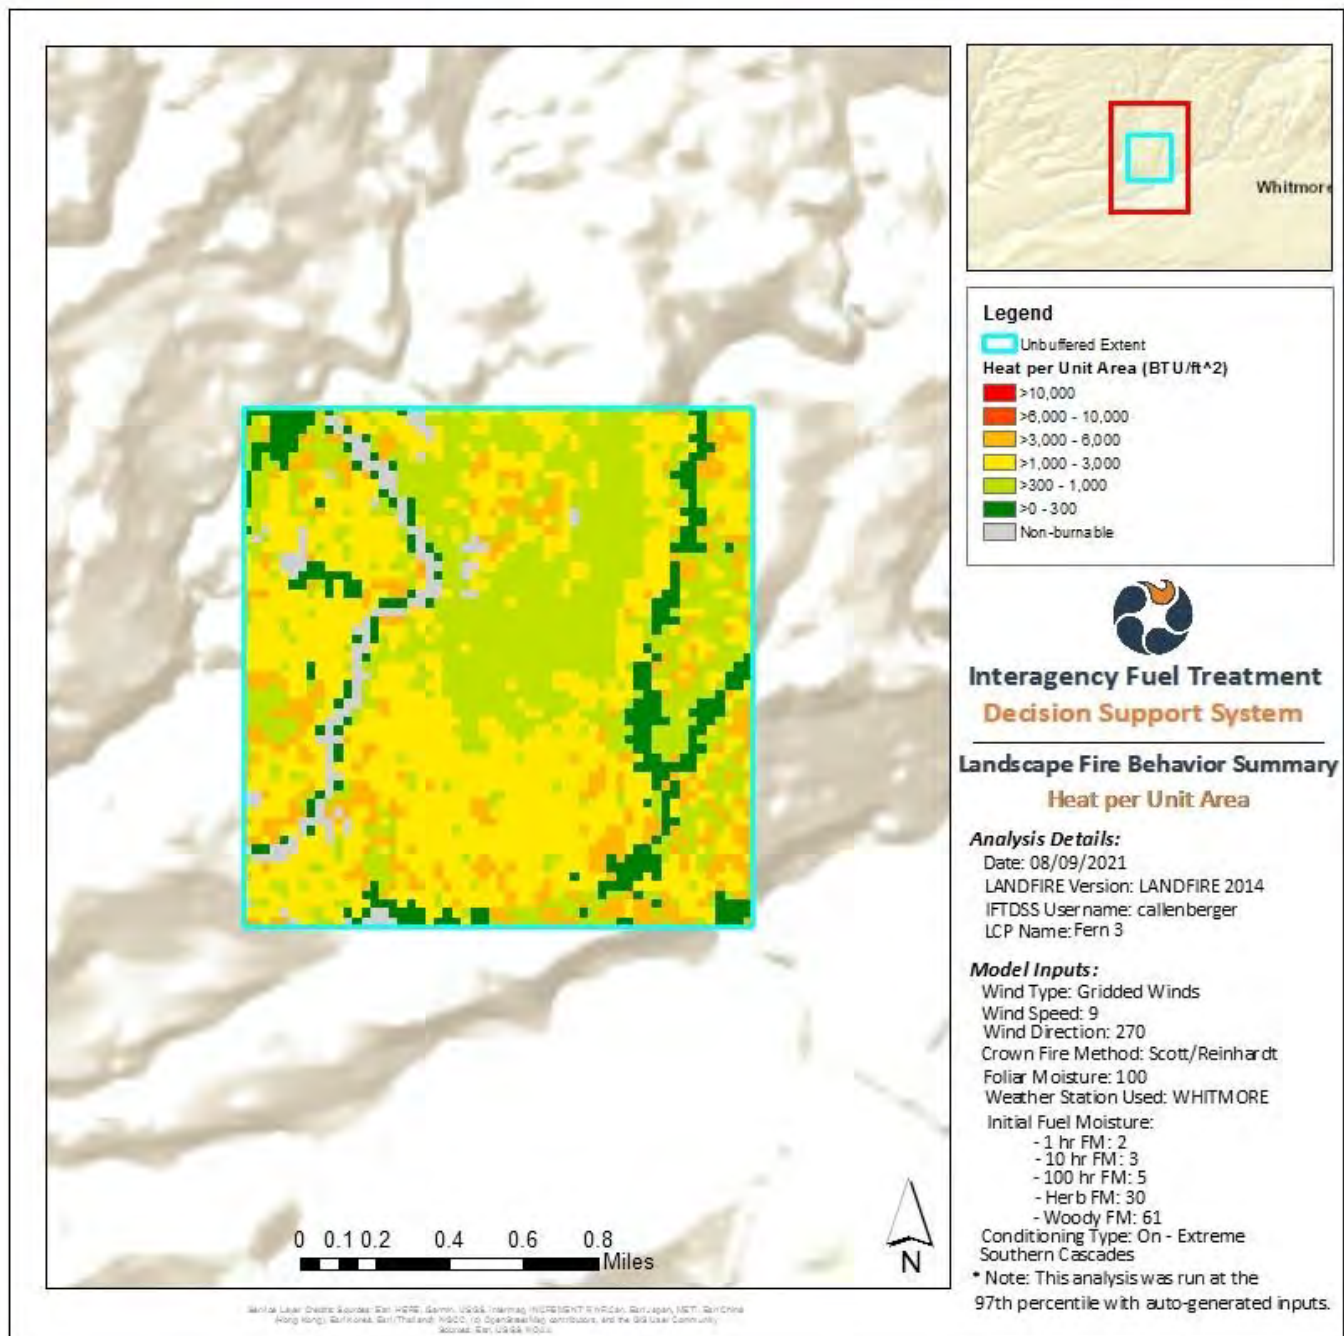 Whitmore
Legend
Unbuffered Extent
Heat per Unit Area (BTU/ft^2)
>10,000
>6,000 - 10,000
>3,000 - 6,000
>1,000 - 3,000
>300 - 1,000
>0 - 300
Non-burnable
Interagency Fuel Treatment
Decision Support System
Landscape Fire Behavior Summary
Heat per Unit Area
Analysis Details:
Date: 08/09/2021
LANDFIRE Version: LANDFIRE 2014
IFTDSS Username: callenberger
LCP Name: Fern 3
Model Inputs:
Wind Type: Gridded Winds
Wind Speed: 9
Wind Direction: 270
Crown Fire Method: Scott/Reinhardt
Foliar Moisture: 100
Weather Station Used: WHITMORE
Initial Fuel Moisture:
- 1 hr FM: 2
- 10 hr FM: 3
- 100 hr FM: 5
- Herb FM: 30
- Woody FM: 61
Conditioning Type: On - Extreme
Southern Cascades
* Note: This analysis was run at the
97th percentile with auto-generated inputs.
0 0.1 0.2 0.4 0.6 0.8
Miles
N